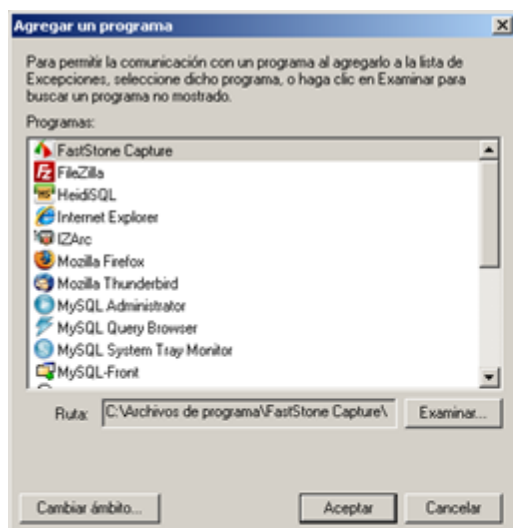 Agregar un programa
Para permitir la comunicación con un programa al agregarlo a la lista de
Excepciones, seleccione dicho programa, o haga clic en Examinar para
buscar un programa no mostrado.
Programas:
FastStone Capture
FileZilla
HeidiSQL
Internet Explorer
IZArc
Mozilla Firefox
Mozilla Thunderbird
MySQL Administrator
MySQL Query Browser
MySQL System Tray Monitor
MySQL-Front
Ruta: C:\Archivos de programa\FastStone Capture\ Examinar...
Cambiar ámbito... Aceptar Cancelar